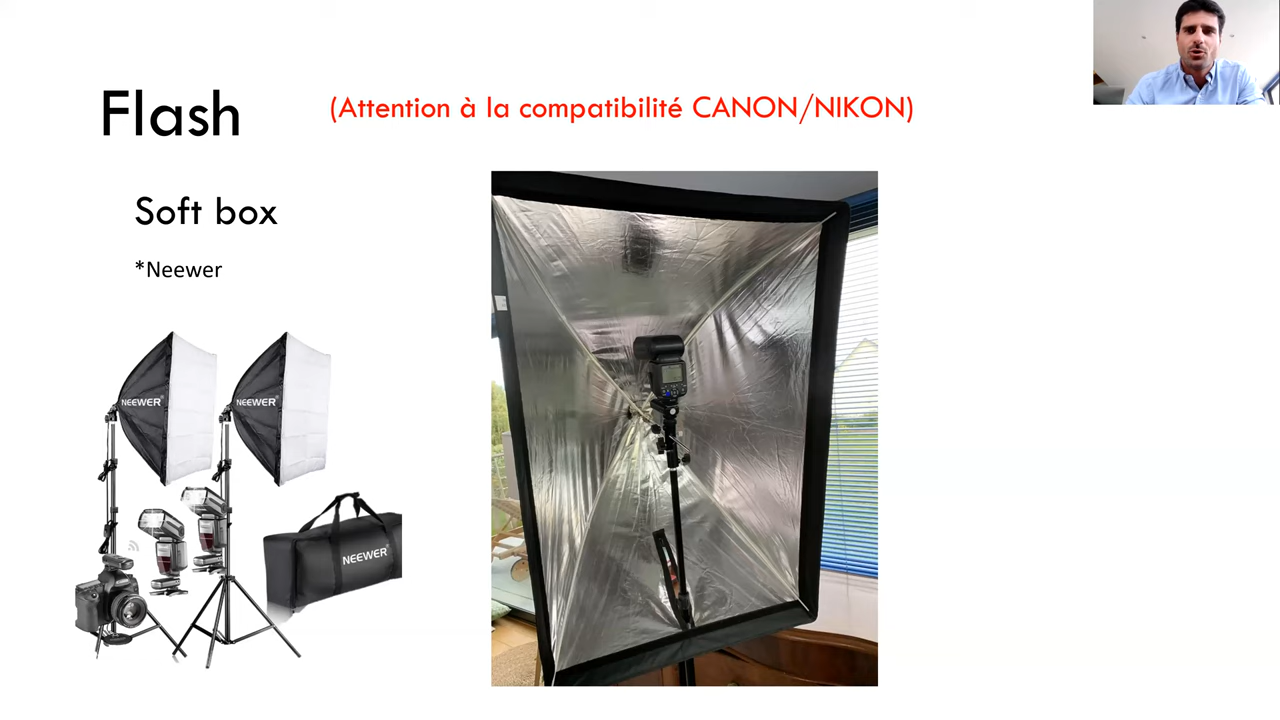 Flash
(Attention à la compatibilité CANON/NIKON)
Soft box
*Neewer
NEEWER
NEEWER
NEEWER